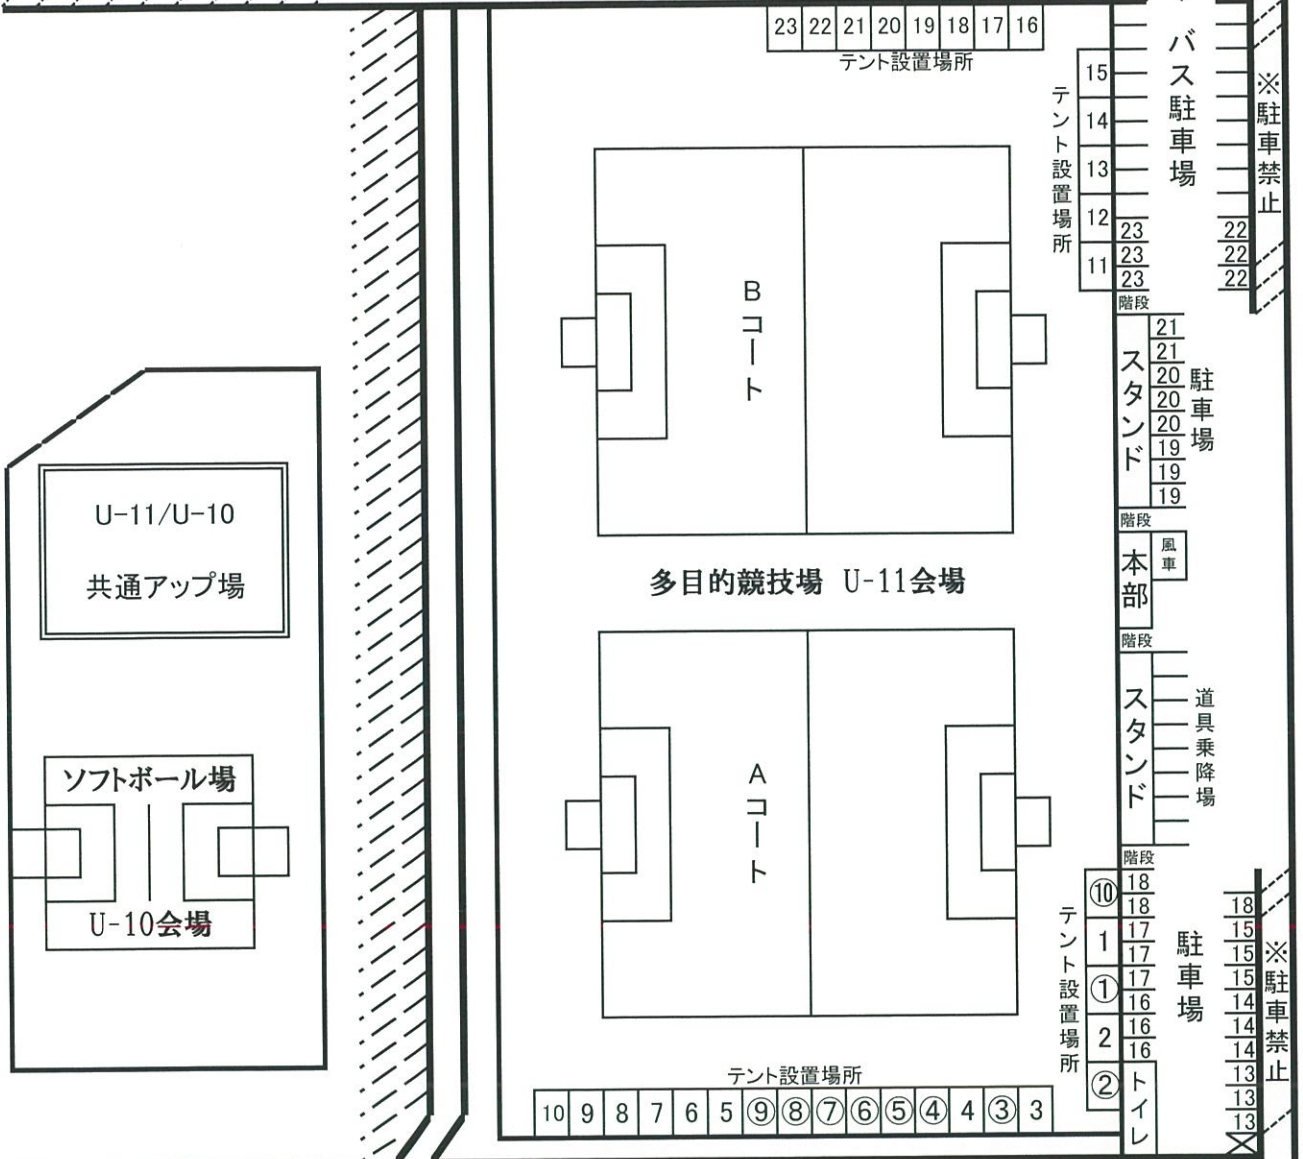 23 22 21 20 19 18 17 16
テント設置場所
15
14
13
12
11
テント設置場所
バス駐車場
※駐車禁止
23
23
23
22
22
22
階段
スタンド
21
21
20
20
20
19
19
19
駐車場
階段
本部
風車
階段
スタンド
道具乗降場
階段
Bコート
多目的競技場 U-11会場
Aコート
U-11/U-10
共通アップ場
ソフトボール場
U-10会場
テント設置場所
⑩
1
①
2
②
18
18
17
17
17
16
16
16
トイレ
駐車場
18
15
15
15
14
14
14
13
13
13
※駐車禁止
テント設置場所
10 9 8 7 6 5 ⑨ ⑧ ⑦ ⑥ ⑤ ④ 4 ③ 3